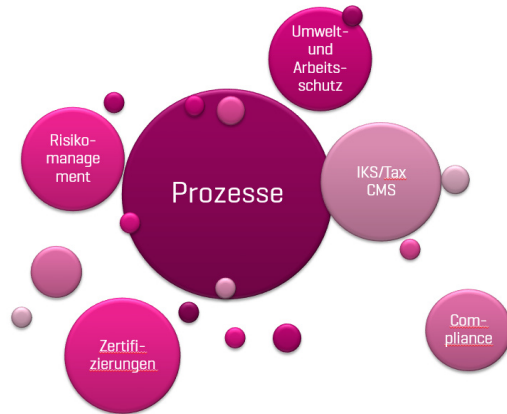 Umwelt-
und
Arbeits-
schutz
Risiko-
manage
ment
Prozesse
IKS/Tax
CMS
Zertifi-
zierungen
Com-
pliance